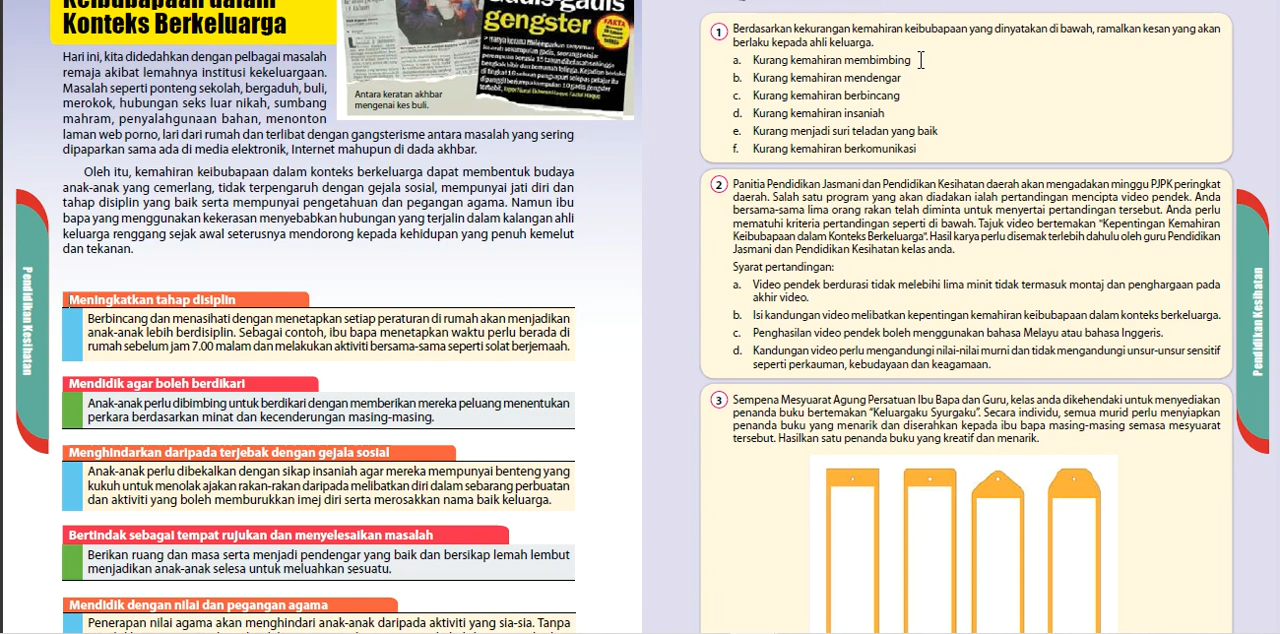 Keibubapaan dalam
Konteks Berkeluarga
gengster
FAKTA
Antara keratan akhbar
mengenai kes buli.
Hari ini, kita didedahkan dengan pelbagai masalah
remaja akibat lemahnya institusi kekeluargaan.
Masalah seperti ponteng sekolah, bergaduh, buli,
merokok, hubungan seks luar nikah, sumbang
mahram, penyalahgunaan bahan, menonton
laman web porno, lari dari rumah dan terlibat dengan gangsterisme antara masalah yang sering
dipaparkan sama ada di media elektronik, Internet mahupun di dada akhbar.
Oleh itu, kemahiran keibubapaan dalam konteks berkeluarga dapat membentuk budaya
anak-anak yang cemerlang, tidak terpengaruh dengan gejala sosial, mempunyai jati diri dan
tahap disiplin yang baik serta mempunyai pengetahuan dan pegangan agama. Namun ibu
bapa yang menggunakan kekerasan menyebabkan hubungan yang terjalin dalam kalangan ahli
keluarga renggang sejak awal seterusnya mendorong kepada kehidupan yang penuh kemelut
dan tekanan.
Pendidikan Kesihatan
Meningkatkan tahap disiplin
Berbincang dan menasihati dengan menetapkan setiap peraturan di rumah akan menjadikan
anak-anak lebih berdisiplin. Sebagai contoh, ibu bapa menetapkan waktu perlu berada di
rumah sebelum jam 7.00 malam dan melakukan aktiviti bersama-sama seperti solat berjemaah.
Mendidik agar boleh berdikari
Anak-anak perlu dibimbing untuk berdikari dengan memberikan mereka peluang menentukan
perkara berdasarkan minat dan kecenderungan masing-masing.
Menghindarkan daripada terjebak dengan gejala sosial
Anak-anak perlu dibekalkan dengan sikap insaniah agar mereka mempunyai benteng yang
kukuh untuk menolak ajakan rakan-rakan daripada melibatkan diri dalam sebarang perbuatan
dan aktiviti yang boleh memburukkan imej diri serta merosakkan nama baik keluarga.
Bertindak sebagai tempat rujukan dan menyelesaikan masalah
Berikan ruang dan masa serta menjadi pendengar yang baik dan bersikap lemah lembut
menjadikan anak-anak selesa untuk meluahkan sesuatu.
Mendidik dengan nilai dan pegangan agama
Penerapan nilai agama akan menghindari anak-anak daripada aktiviti yang sia-sia. Tanpa
1 Berdasarkan kekurangan kemahiran keibubapaan yang dinyatakan di bawah, ramalkan kesan yang akan
berlaku kepada ahli keluarga.
a. Kurang kemahiran membimbing
b. Kurang kemahiran mendengar
c. Kurang kemahiran berbincang
d. Kurang kemahiran insaniah
e. Kurang menjadi suri teladan yang baik
f. Kurang kemahiran berkomunikasi
2 Panitia Pendidikan Jasmani dan Pendidikan Kesihatan daerah akan mengadakan minggu PJPK peringkat
daerah. Salah satu program yang akan diadakan ialah pertandingan mencipta video pendek. Anda
bersama-sama lima orang rakan telah diminta untuk menyertai pertandingan tersebut. Anda perlu
mematuhi kriteria pertandingan seperti di bawah. Tajuk video bertemakan "Kepentingan Kemahiran
Keibubapaan dalam Konteks Berkeluarga". Hasil karya perlu disemak terlebih dahulu oleh guru Pendidikan
Jasmani dan Pendidikan Kesihatan kelas anda.
Syarat pertandingan:
a. Video pendek berdurasi tidak melebihi lima minit tidak termasuk montaj dan penghargaan pada
akhir video.
b. Isi kandungan video melibatkan kepentingan kemahiran keibubapaan dalam konteks berkeluarga.
c. Penghasilan video pendek boleh menggunakan bahasa Melayu atau bahasa Inggeris.
d. Kandungan video perlu mengandungi nilai-nilai murni dan tidak mengandungi unsur-unsur sensitif
seperti perkauman, kebudayaan dan keagamaan.
3 Sempena Mesyuarat Agung Persatuan Ibu Bapa dan Guru, kelas anda dikehendaki untuk menyediakan
penanda buku bertemakan "Keluargaku Syurgaku". Secara individu, semua murid perlu menyiapkan
penanda buku yang menarik dan diserahkan kepada ibu bapa masing-masing semasa mesyuarat
tersebut. Hasilkan satu penanda buku yang kreatif dan menarik.
Pendidikan Kesihatan